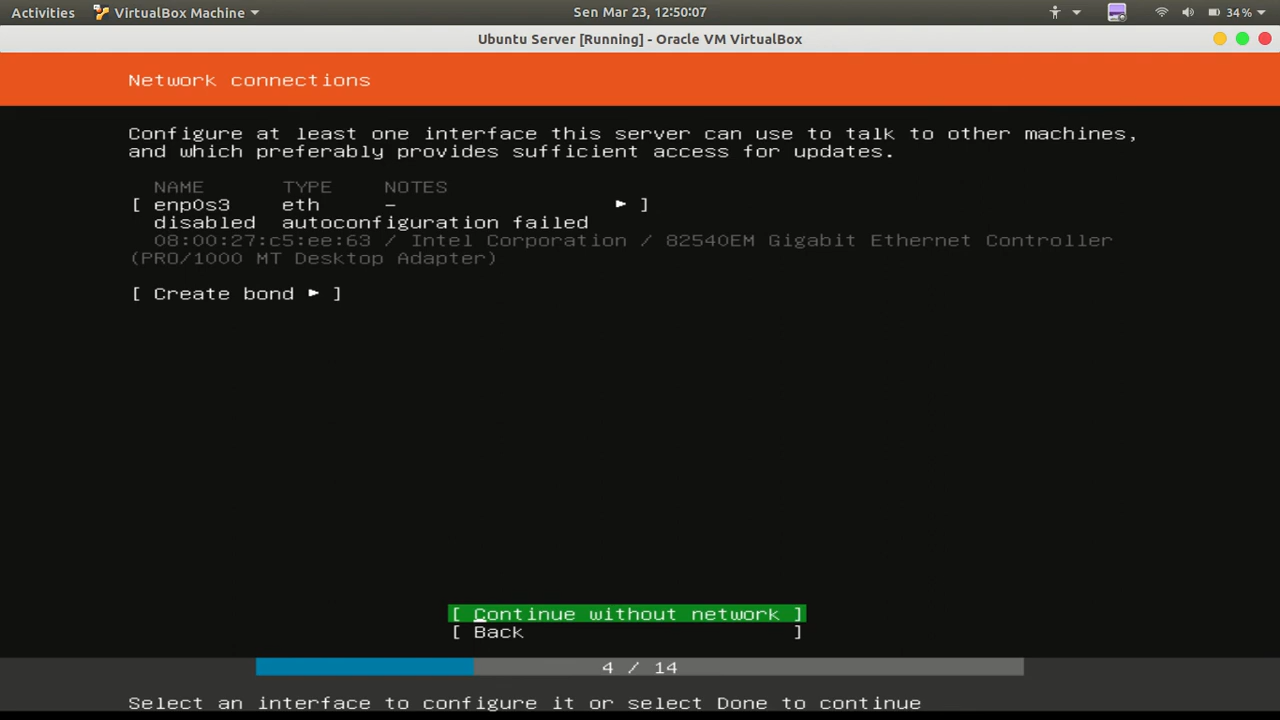 Activities VirtualBox Machine Sen Mar 23, 12:50:07 34%
Ubuntu Server [Running] - Oracle VM VirtualBox
Network connections
Configure at least one interface this server can use to talk to other machines,
and which preferably provides sufficient access for updates.
NAME TYPE NOTES
[ enp0s3 eth - ▸ ]
disabled autoconfiguration failed
08:00:27:c5:ee:63 / Intel Corporation / 82540EM Gigabit Ethernet Controller
(PRO/1000 MT Desktop Adapter)
[ Create bond ▸ ]
[ Continue without network ]
[ Back ]
4 / 14
Select an interface to configure it or select Done to continue